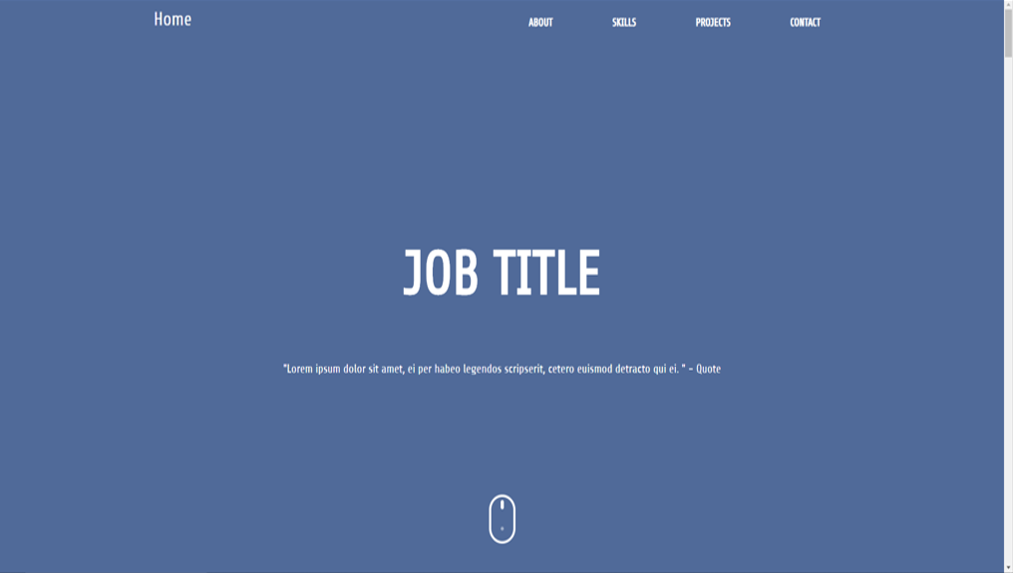 Home
ABOUT SKILLS PROJECTS CONTACT
JOB TITLE
"Lorem ipsum dolor sit amet, ei per habeo legendos scripserit, cetero euismod detracto qui ei. " - Quote